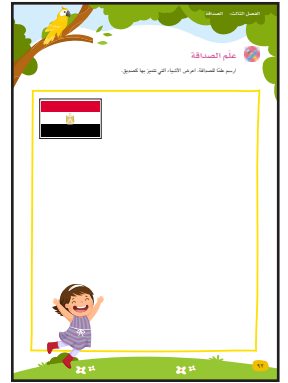 الفصل الثالث: الصداقة
علم الصداقة
ارسم علمًا للصداقة. اعرض الأشياء التي تتميز بها كصديق.
٩٢